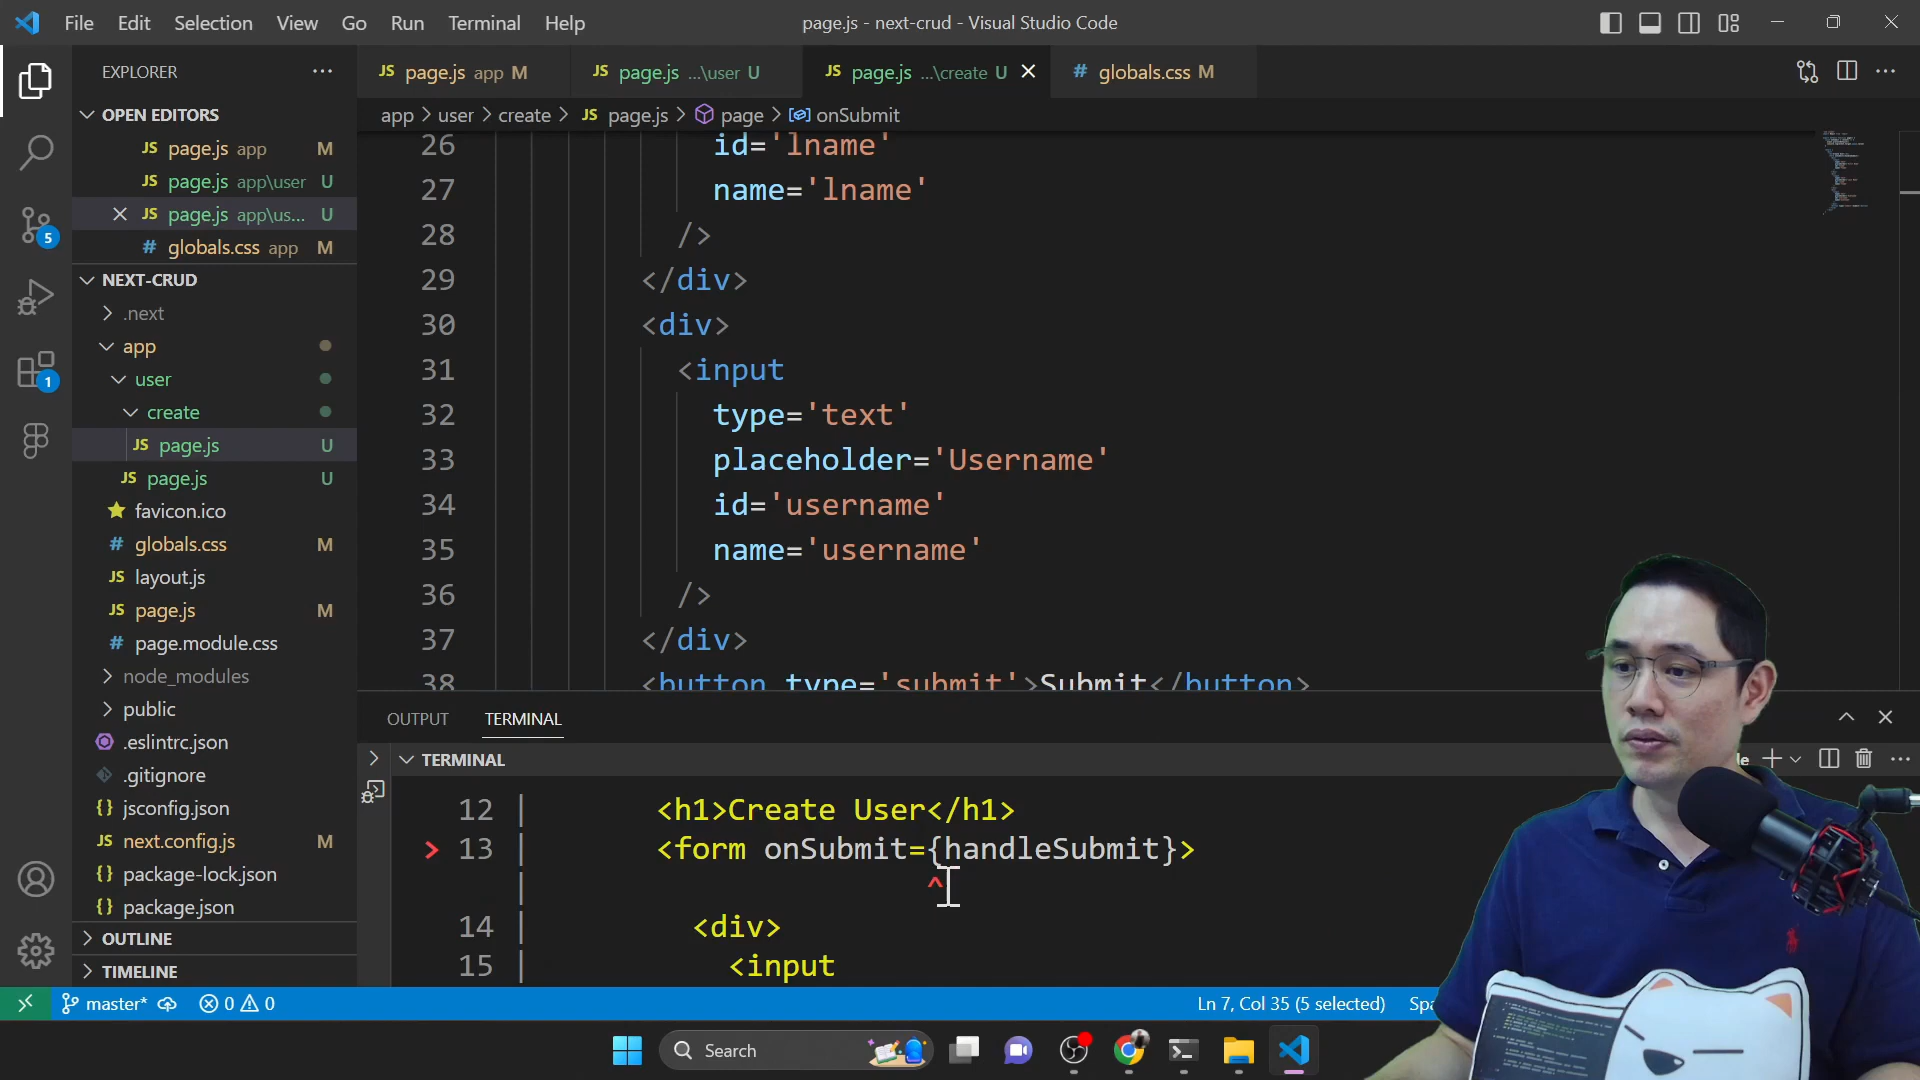 File Edit Selection View Go Run Terminal Help
page.js - next-crud - Visual Studio Code
EXPLORER
JS page.js app M
JS page.js ...\user U
JS page.js ...\create U
# globals.css M
app > user > create > JS page.js > page > onSubmit
OPEN EDITORS
JS page.js app M
JS page.js app\user U
JS page.js app\us... U
# globals.css app M
NEXT-CRUD
.next
app
user
create
JS page.js U
JS page.js U
favicon.ico
# globals.css M
JS layout.js
JS page.js M
# page.module.css
node_modules
public
.eslintrc.json
.gitignore
{} jsconfig.json
JS next.config.js M
{} package-lock.json
{} package.json
OUTLINE
TIMELINE
5
1
26 id='lname'
27 name='lname'
28 />
29 </div>
30 <div>
31 <input
32 type='text'
33 placeholder='Username'
34 id='username'
35 name='username'
36 />
37 </div>
38 <button type='submit'>Submit</button>
OUTPUT TERMINAL
TERMINAL
12 | <h1>Create User</h1>
> 13 | <form onSubmit={handleSubmit}>
| ^
14 | <div>
15 | <input
master* 0 0
Ln 7, Col 35 (5 selected)
Search